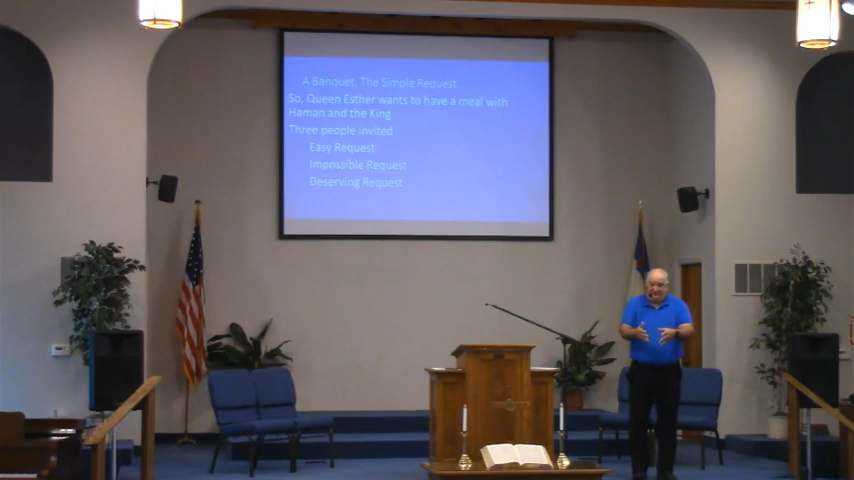 A Banquet, The Simple Request
So, Queen Esther wants to have a meal with
Haman and the King
Three people invited
Easy Request
Impossible Request
Deserving Request